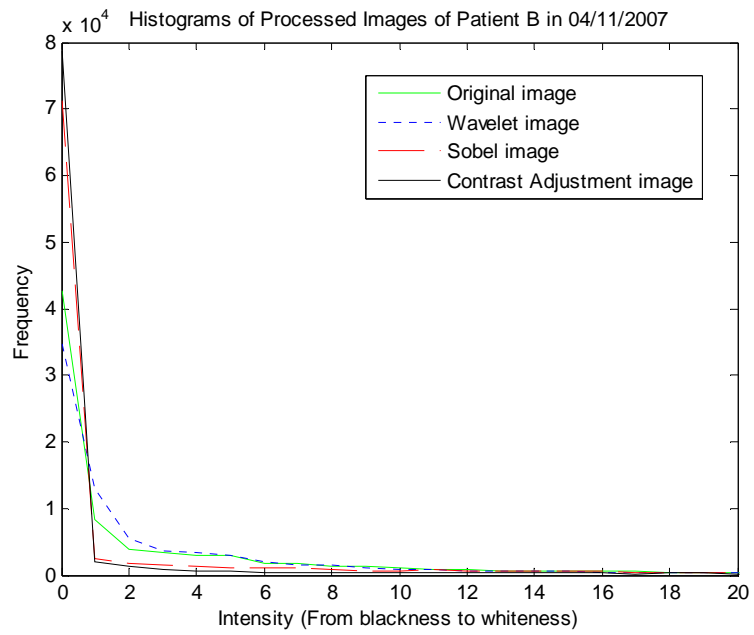 x 10^4 Histograms of Processed Images of Patient B in 04/11/2007
8
7
6
5
4
3
2
1
0
Frequency
Original image
Wavelet image
Sobel image
Contrast Adjustment image
0 2 4 6 8 10 12 14 16 18 20
Intensity (From blackness to whiteness)